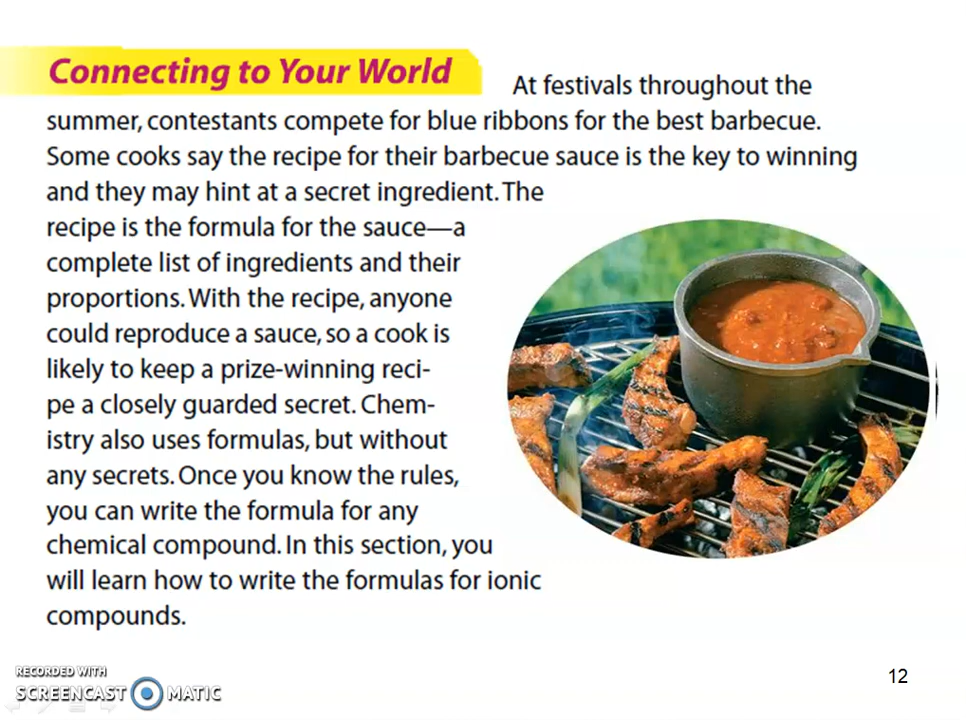 Connecting to Your World At festivals throughout the
summer, contestants compete for blue ribbons for the best barbecue.
Some cooks say the recipe for their barbecue sauce is the key to winning
and they may hint at a secret ingredient. The
recipe is the formula for the sauce—a
complete list of ingredients and their
proportions. With the recipe, anyone
could reproduce a sauce, so a cook is
likely to keep a prize-winning reci-
pe a closely guarded secret. Chem-
istry also uses formulas, but without
any secrets. Once you know the rules,
you can write the formula for any
chemical compound. In this section, you
will learn how to write the formulas for ionic
compounds.
RECORDED WITH
SCREENCAST MATIC
12